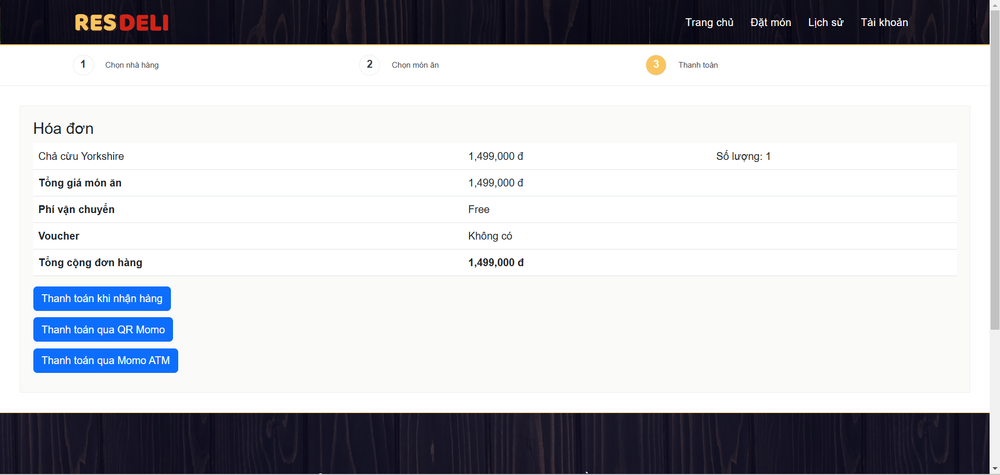 RESDELI
Trang chủ Đặt món Lịch sử Tài khoản
1 Chọn nhà hàng 2 Chọn món ăn 3 Thanh toán
Hóa đơn
Chả cừu Yorkshire 1,499,000 đ Số lượng: 1
Tổng giá món ăn 1,499,000 đ
Phí vận chuyển Free
Voucher Không có
Tổng cộng đơn hàng 1,499,000 đ
Thanh toán khi nhận hàng
Thanh toán qua QR Momo
Thanh toán qua Momo ATM